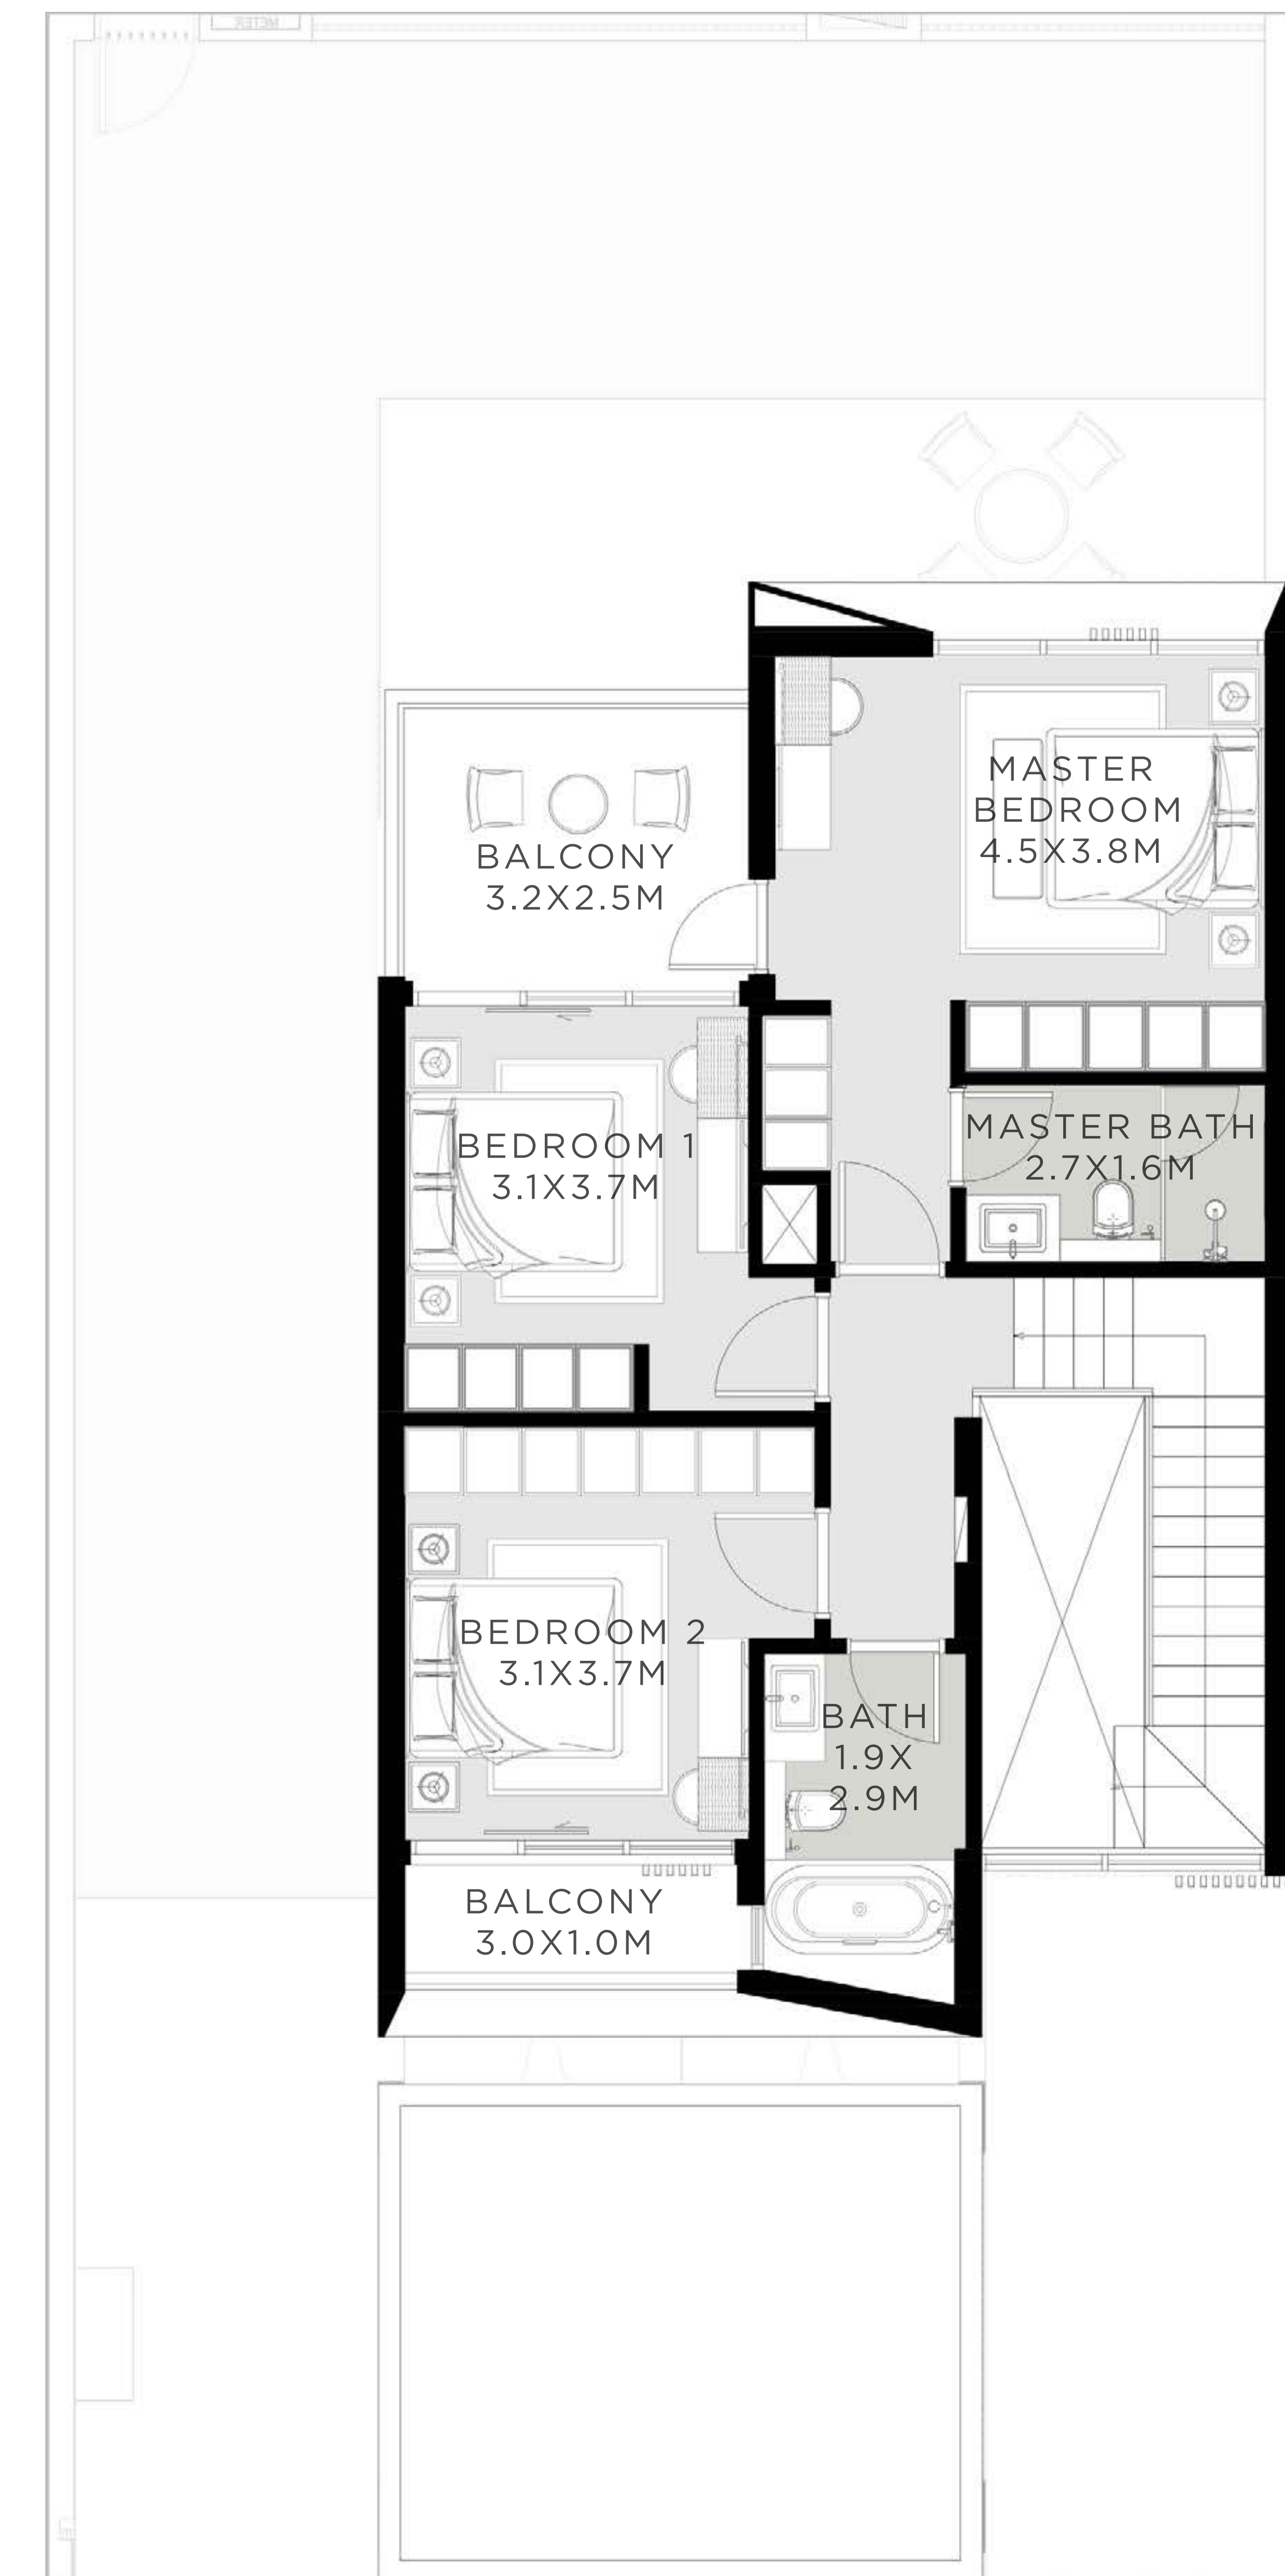 METER
MASTER
BEDROOM
4.5X3.8M
BALCONY
3.2X2.5M
MASTER BATH
2.7X1.6M
BEDROOM 1
3.1X3.7M
BEDROOM 2
3.1X3.7M
BATH
1.9X
2.9M
BALCONY
3.0X1.0M